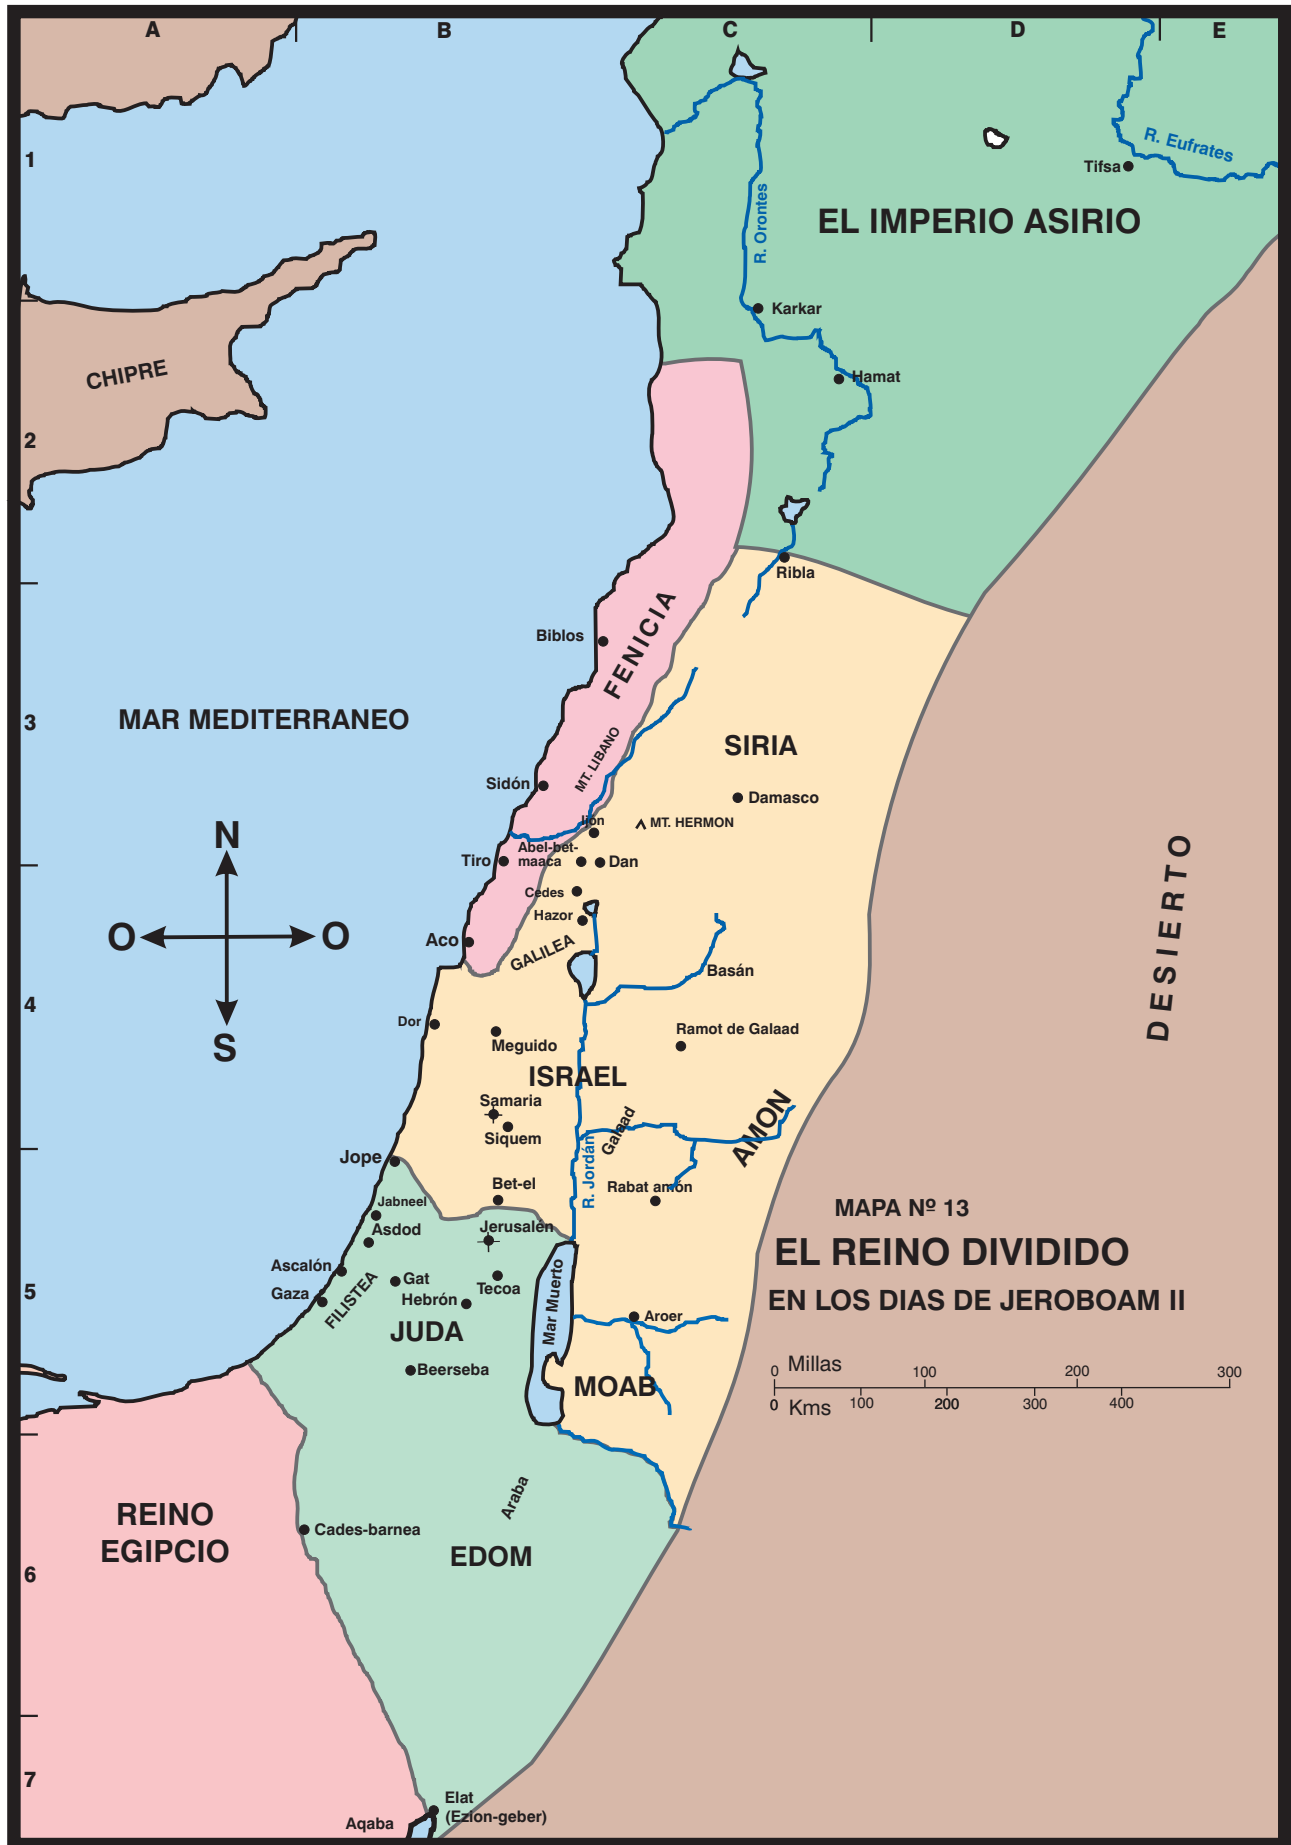 A
B
C
D
E
1
R. Eufrates
Tifsa
EL IMPERIO ASIRIO
R. Orontes
Karkar
CHIPRE
Hamat
2
Ribla
Biblos
FENICIA
3
MAR MEDITERRANEO
SIRIA
MT. LIBANO
Sidón
Damasco
Ijón
MT. HERMON
N
Abel-bet-
maaca
Tiro
Dan
Cedes
Hazor
DESIERTO
O
O
Aco
GALILEA
Basán
4
Dor
Ramot de Galaad
S
Meguido
ISRAEL
Samaria
Siquem
Galaad
AMON
Jope
R. Jordán
Bet-el
Rabat amón
Jabneel
MAPA Nº 13
Asdod
Jerusalén
EL REINO DIVIDIDO
Ascalón
Gat
Tecoa
Gaza
FILISTEA
Hebrón
Mar Muerto
5
EN LOS DIAS DE JEROBOAM II
Aroer
JUDA
Beerseba
MOAB
0 Millas 100 200 300
0 Kms 100 200 300 400
Araba
REINO
EGIPCIO
Cades-barnea
EDOM
6
7
Elat
(Ezion-geber)
Aqaba